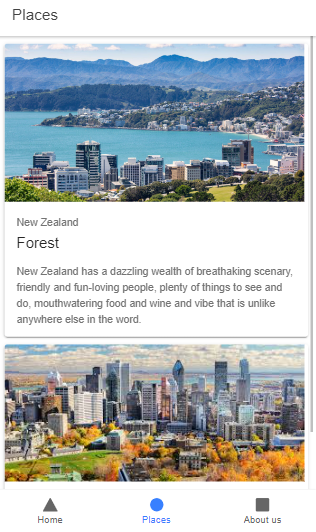 Places
New Zealand
Forest
New Zealand has a dazzling wealth of breathaking scenary,
friendly and fun-loving people, plenty of things to see and
do, mouthwatering food and wine and vibe that is unlike
anywhere else in the word.
Home
Places
About us